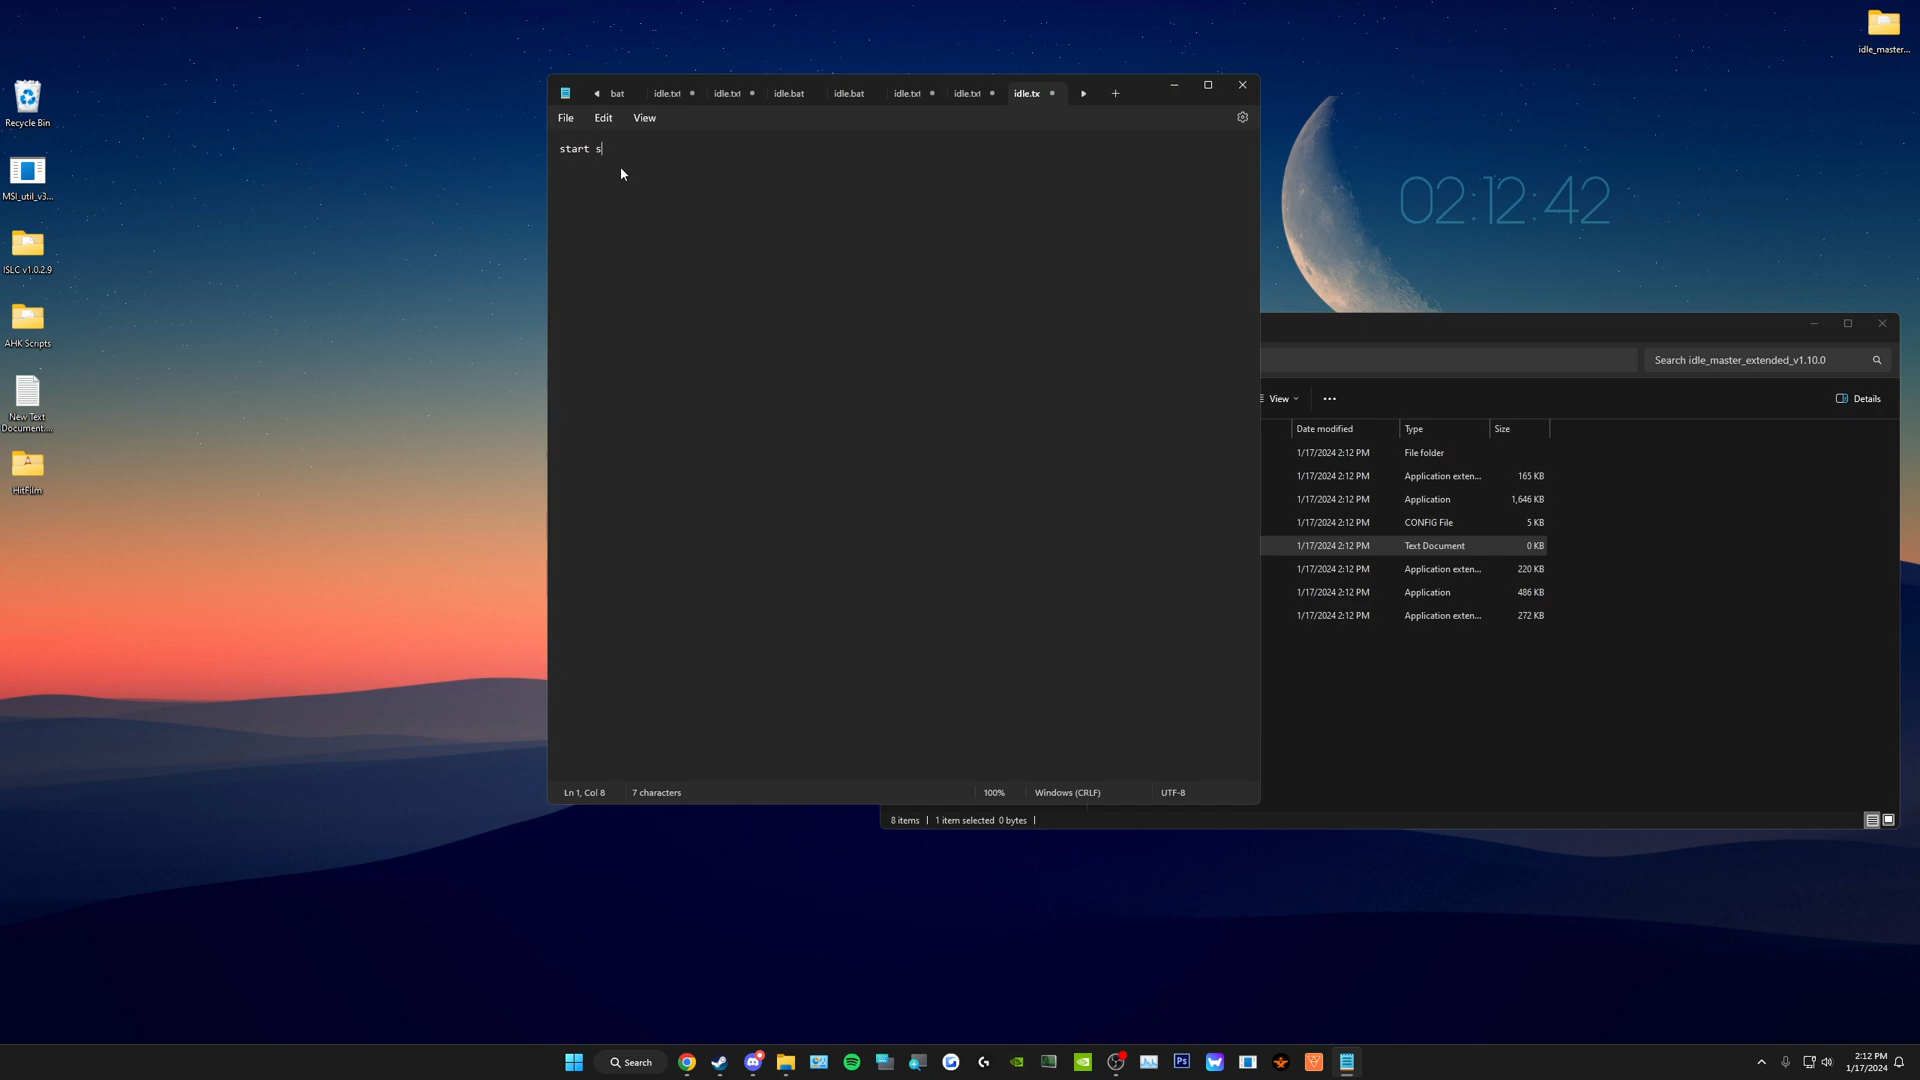 idle_master...
Recycle Bin
MSI_util_v3...
ISLC v1.0.2.9
AHK Scripts
New Text
Document....
HitFilm
bat
idle.txt
idle.txt
idle.bat
idle.bat
idle.txt
idle.txt
idle.tx
File
Edit
View
start s
Ln 1, Col 8
7 characters
100%
Windows (CRLF)
UTF-8
02:12:42
Search idle_master_extended_v1.10.0
View
Details
Date modified
Type
Size
1/17/2024 2:12 PM File folder
1/17/2024 2:12 PM Application exten... 165 KB
1/17/2024 2:12 PM Application 1,646 KB
1/17/2024 2:12 PM CONFIG File 5 KB
1/17/2024 2:12 PM Text Document 0 KB
1/17/2024 2:12 PM Application exten... 220 KB
1/17/2024 2:12 PM Application 486 KB
1/17/2024 2:12 PM Application exten... 272 KB
8 items
1 item selected 0 bytes
Search
Ps
2:12 PM
1/17/2024